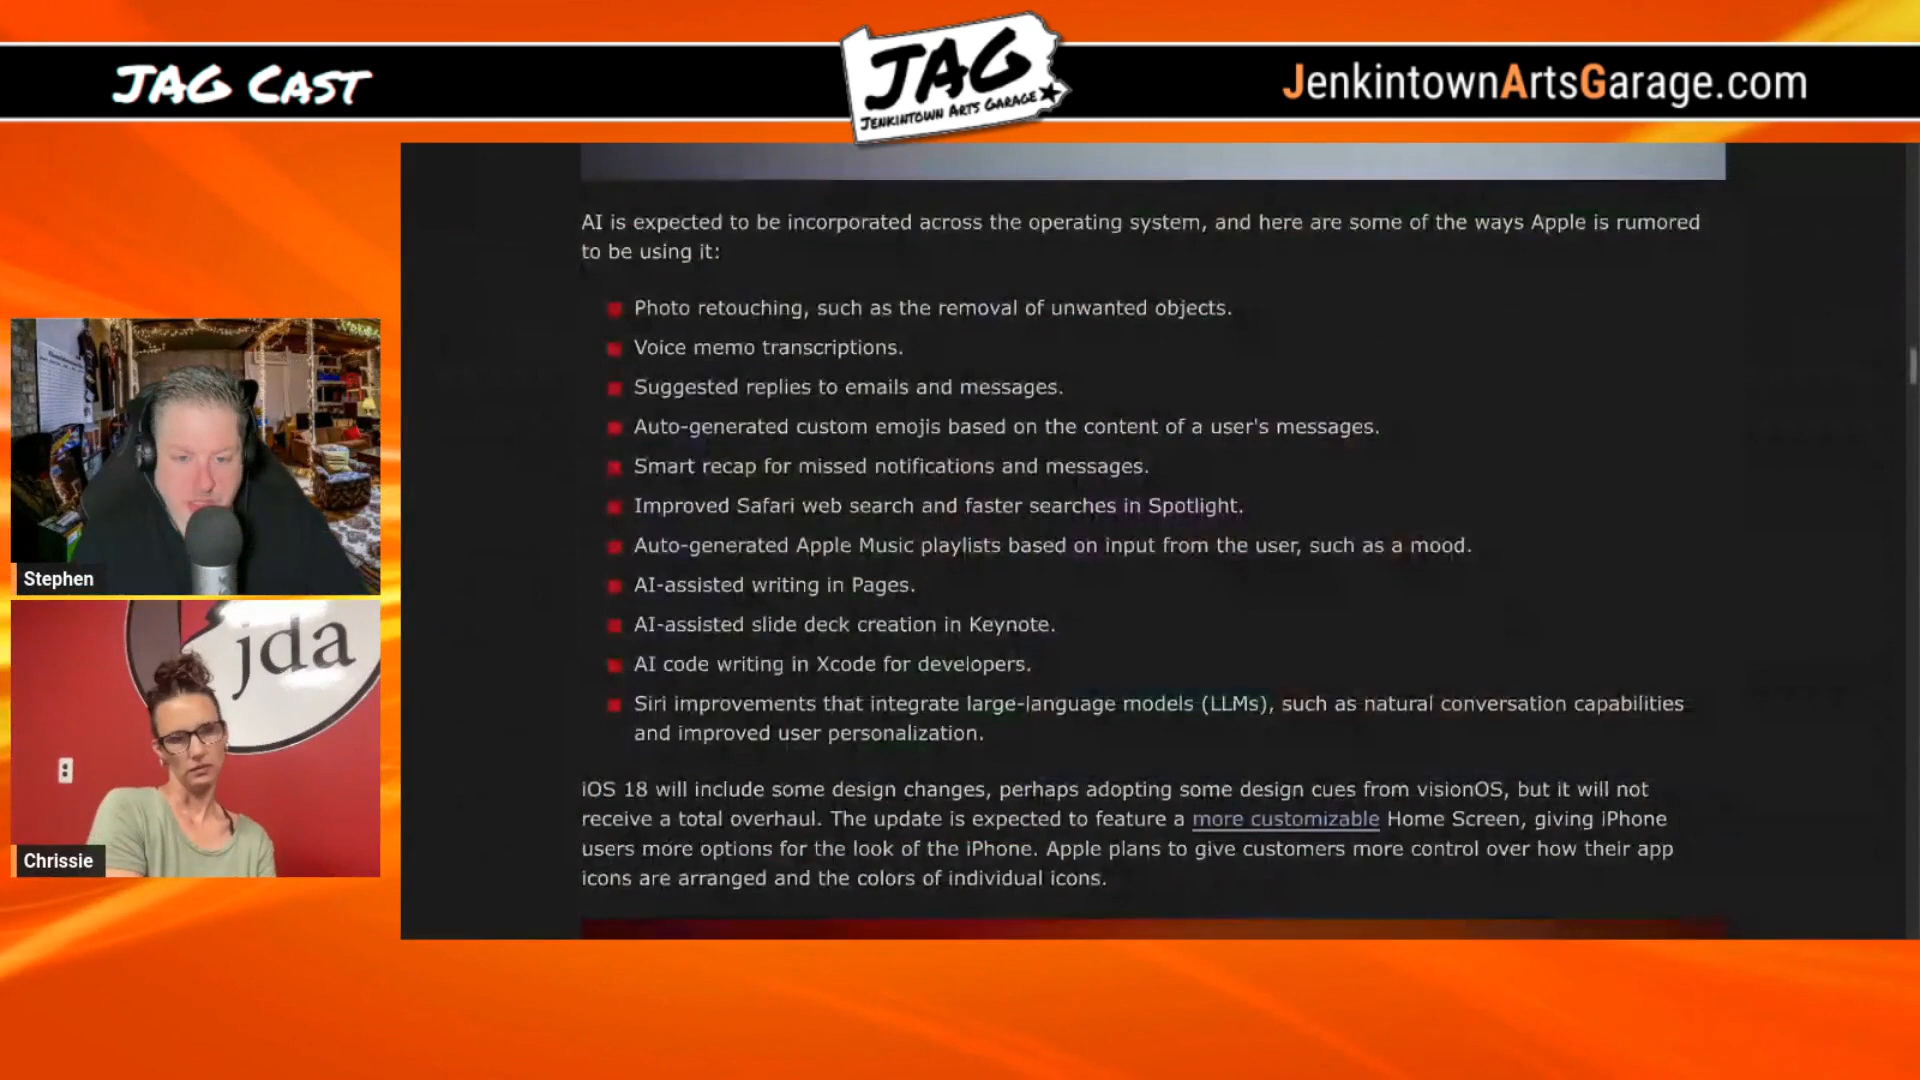 JAG CAST
JAG
JENKINTOWN ARTS GARAGE
JenkintownArtsGarage.com
AI is expected to be incorporated across the operating system, and here are some of the ways Apple is rumored
to be using it:
Photo retouching, such as the removal of unwanted objects.
Voice memo transcriptions.
Suggested replies to emails and messages.
Auto-generated custom emojis based on the content of a user's messages.
Smart recap for missed notifications and messages.
Improved Safari web search and faster searches in Spotlight.
Auto-generated Apple Music playlists based on input from the user, such as a mood.
AI-assisted writing in Pages.
AI-assisted slide deck creation in Keynote.
AI code writing in Xcode for developers.
Siri improvements that integrate large-language models (LLMs), such as natural conversation capabilities
and improved user personalization.
iOS 18 will include some design changes, perhaps adopting some design cues from visionOS, but it will not
receive a total overhaul. The update is expected to feature a more customizable Home Screen, giving iPhone
users more options for the look of the iPhone. Apple plans to give customers more control over how their app
icons are arranged and the colors of individual icons.
Stephen
jda
Chrissie